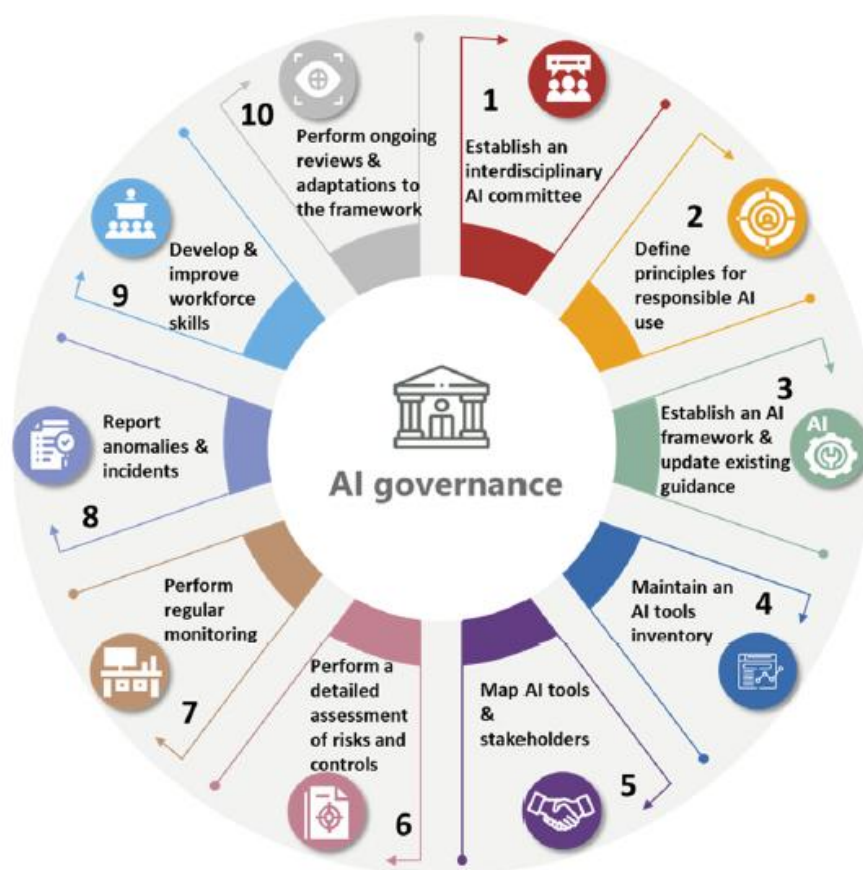 1
Establish an
interdisciplinary
AI committee
2
Define
principles for
responsible AI
use
3
Establish an AI
framework &
update existing
guidance
AI
4
Maintain an
AI tools
inventory
5
Map AI tools
&
stakeholders
6
Perform a
detailed
assessment
of risks and
controls
7
Perform
regular
monitoring
8
Report
anomalies &
incidents
9
Develop &
improve
workforce
skills
10
Perform ongoing
reviews &
adaptations to
the framework
AI governance